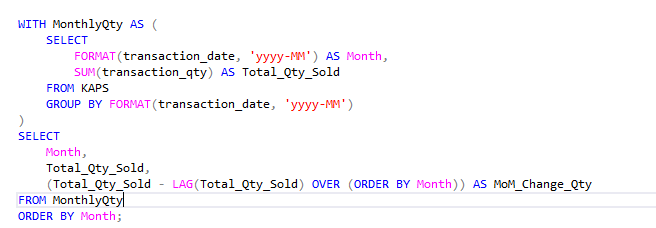 WITH MonthlyQty AS (
    SELECT
        FORMAT(transaction_date, 'yyyy-MM') AS Month,
        SUM(transaction_qty) AS Total_Qty_Sold
    FROM KAPS
    GROUP BY FORMAT(transaction_date, 'yyyy-MM')
)
SELECT
    Month,
    Total_Qty_Sold,
    (Total_Qty_Sold - LAG(Total_Qty_Sold) OVER (ORDER BY Month)) AS MoM_Change_Qty
FROM MonthlyQty
ORDER BY Month;